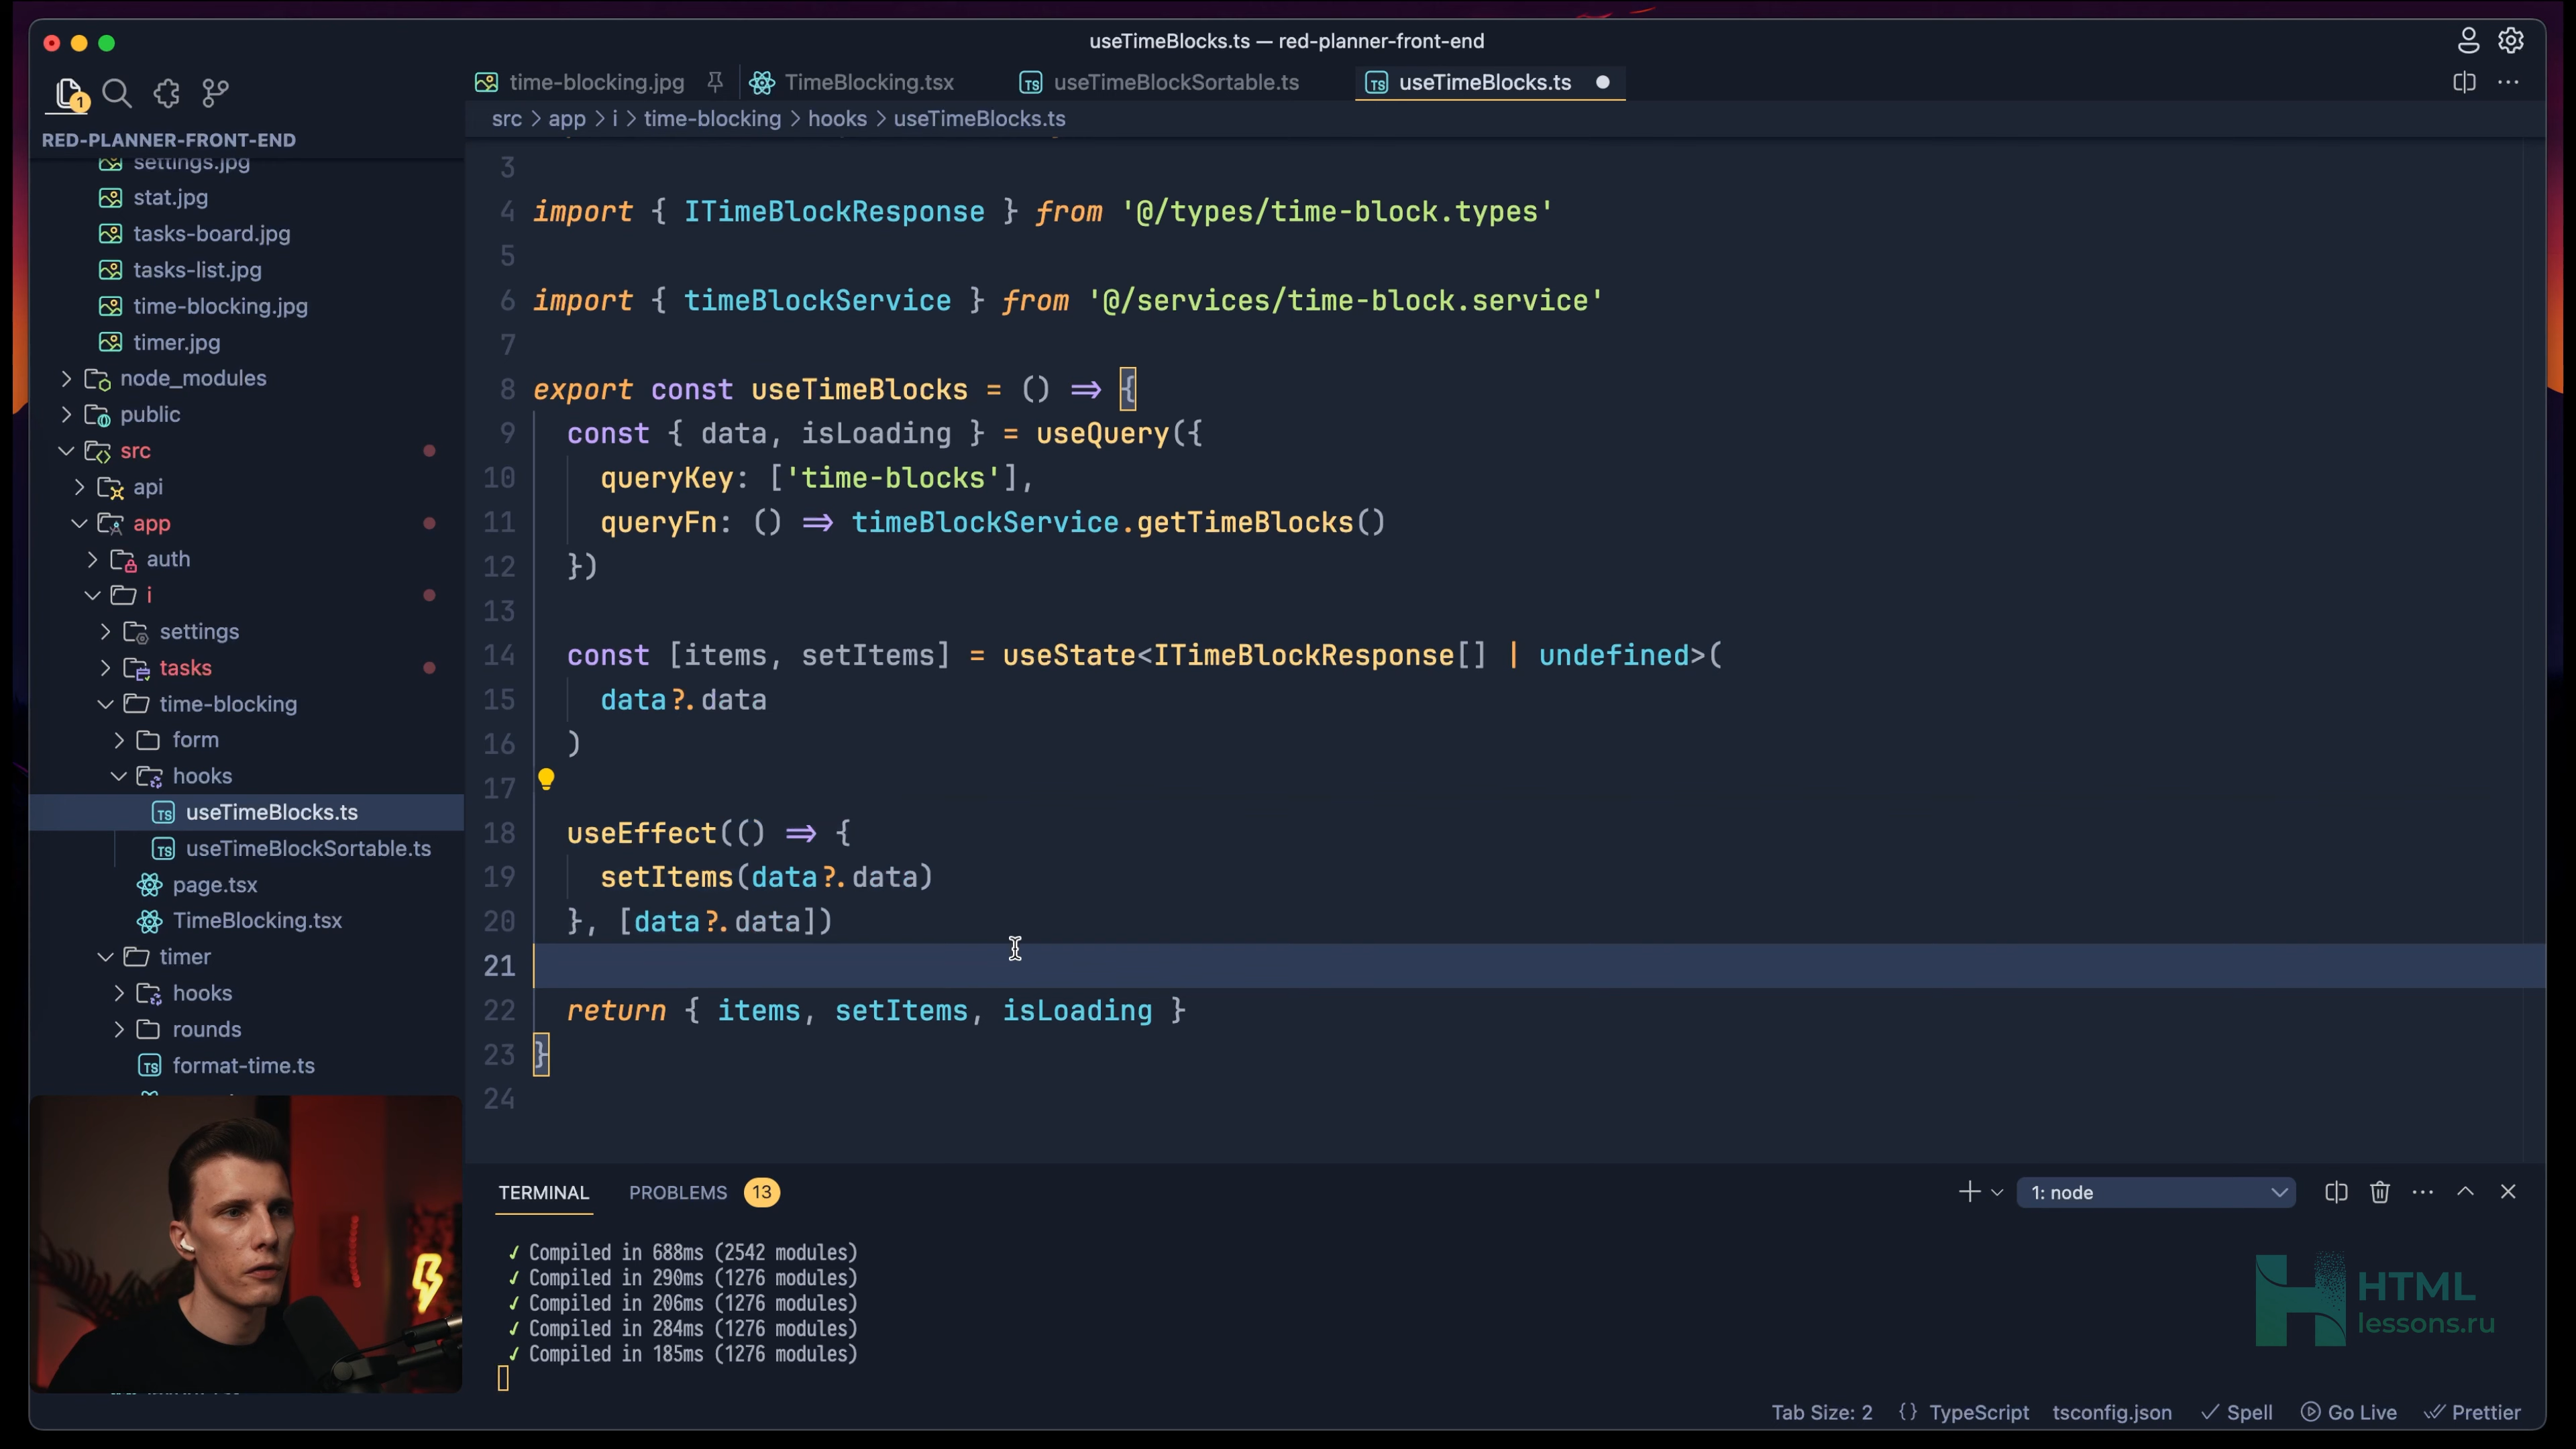 useTimeBlocks.ts — red-planner-front-end
1
time-blocking.jpg
TimeBlocking.tsx
useTimeBlockSortable.ts
useTimeBlocks.ts
src > app > i > time-blocking > hooks > useTimeBlocks.ts
RED-PLANNER-FRONT-END
settings.jpg
stat.jpg
tasks-board.jpg
tasks-list.jpg
time-blocking.jpg
timer.jpg
node_modules
public
src
api
app
auth
i
settings
tasks
time-blocking
form
hooks
useTimeBlocks.ts
useTimeBlockSortable.ts
page.tsx
TimeBlocking.tsx
timer
hooks
rounds
format-time.ts
3
4 import { ITimeBlockResponse } from '@/types/time-block.types'
5
6 import { timeBlockService } from '@/services/time-block.service'
7
8 export const useTimeBlocks = () => {
9 const { data, isLoading } = useQuery({
10 queryKey: ['time-blocks'],
11 queryFn: () => timeBlockService.getTimeBlocks()
12 })
13
14 const [items, setItems] = useState<ITimeBlockResponse[] | undefined>(
15 data?.data
16 )
17
18 useEffect(() => {
19 setItems(data?.data)
20 }, [data?.data])
21
22 return { items, setItems, isLoading }
23 }
24
TERMINAL
PROBLEMS 13
1: node
✓ Compiled in 688ms (2542 modules)
✓ Compiled in 290ms (1276 modules)
✓ Compiled in 206ms (1276 modules)
✓ Compiled in 284ms (1276 modules)
✓ Compiled in 185ms (1276 modules)
HTML
lessons.ru
Tab Size: 2
{} TypeScript
tsconfig.json
Spell
Go Live
Prettier